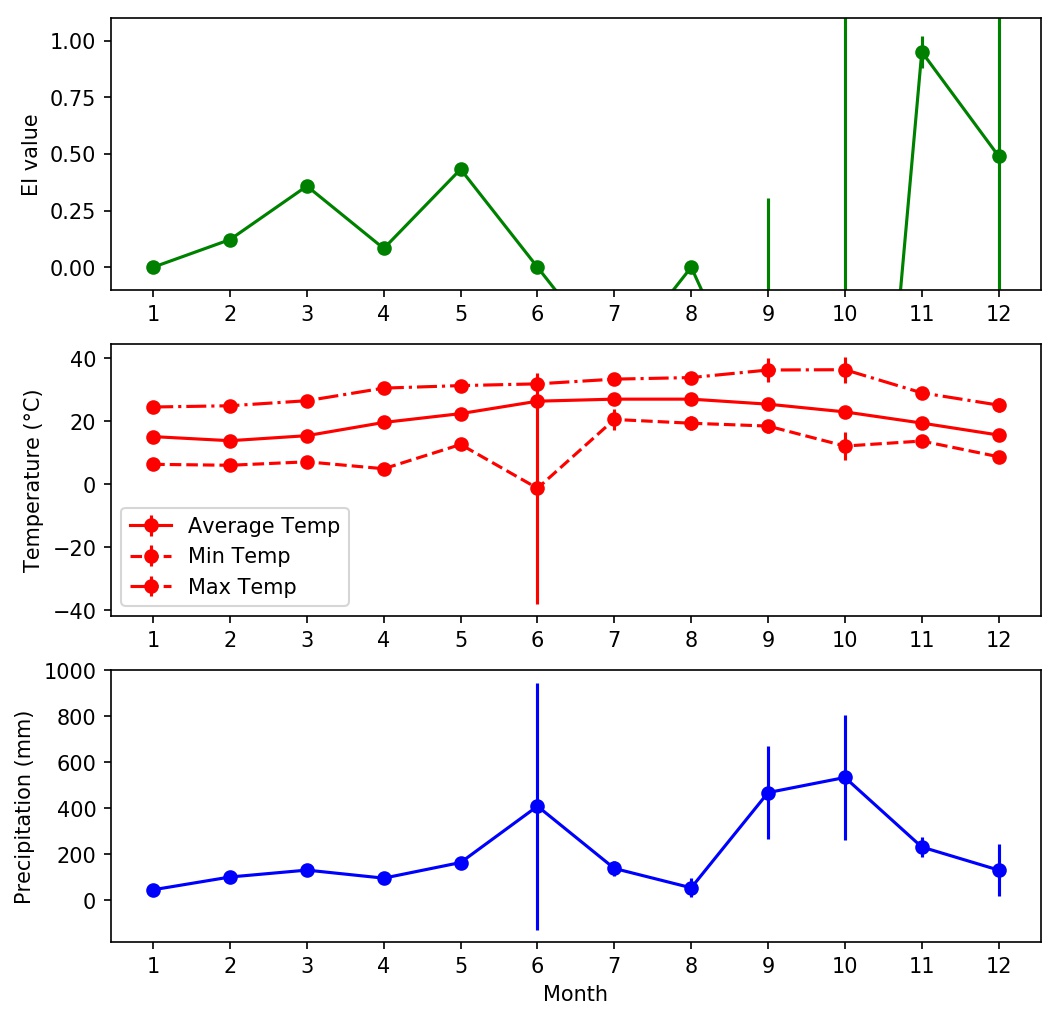 EI value
1.00
0.75
0.50
0.25
0.00
1 2 3 4 5 6 7 8 9 10 11 12
Temperature (°C)
40
20
0
−20
−40
Average Temp
Min Temp
Max Temp
1 2 3 4 5 6 7 8 9 10 11 12
Precipitation (mm)
1000
800
600
400
200
0
1 2 3 4 5 6 7 8 9 10 11 12
Month